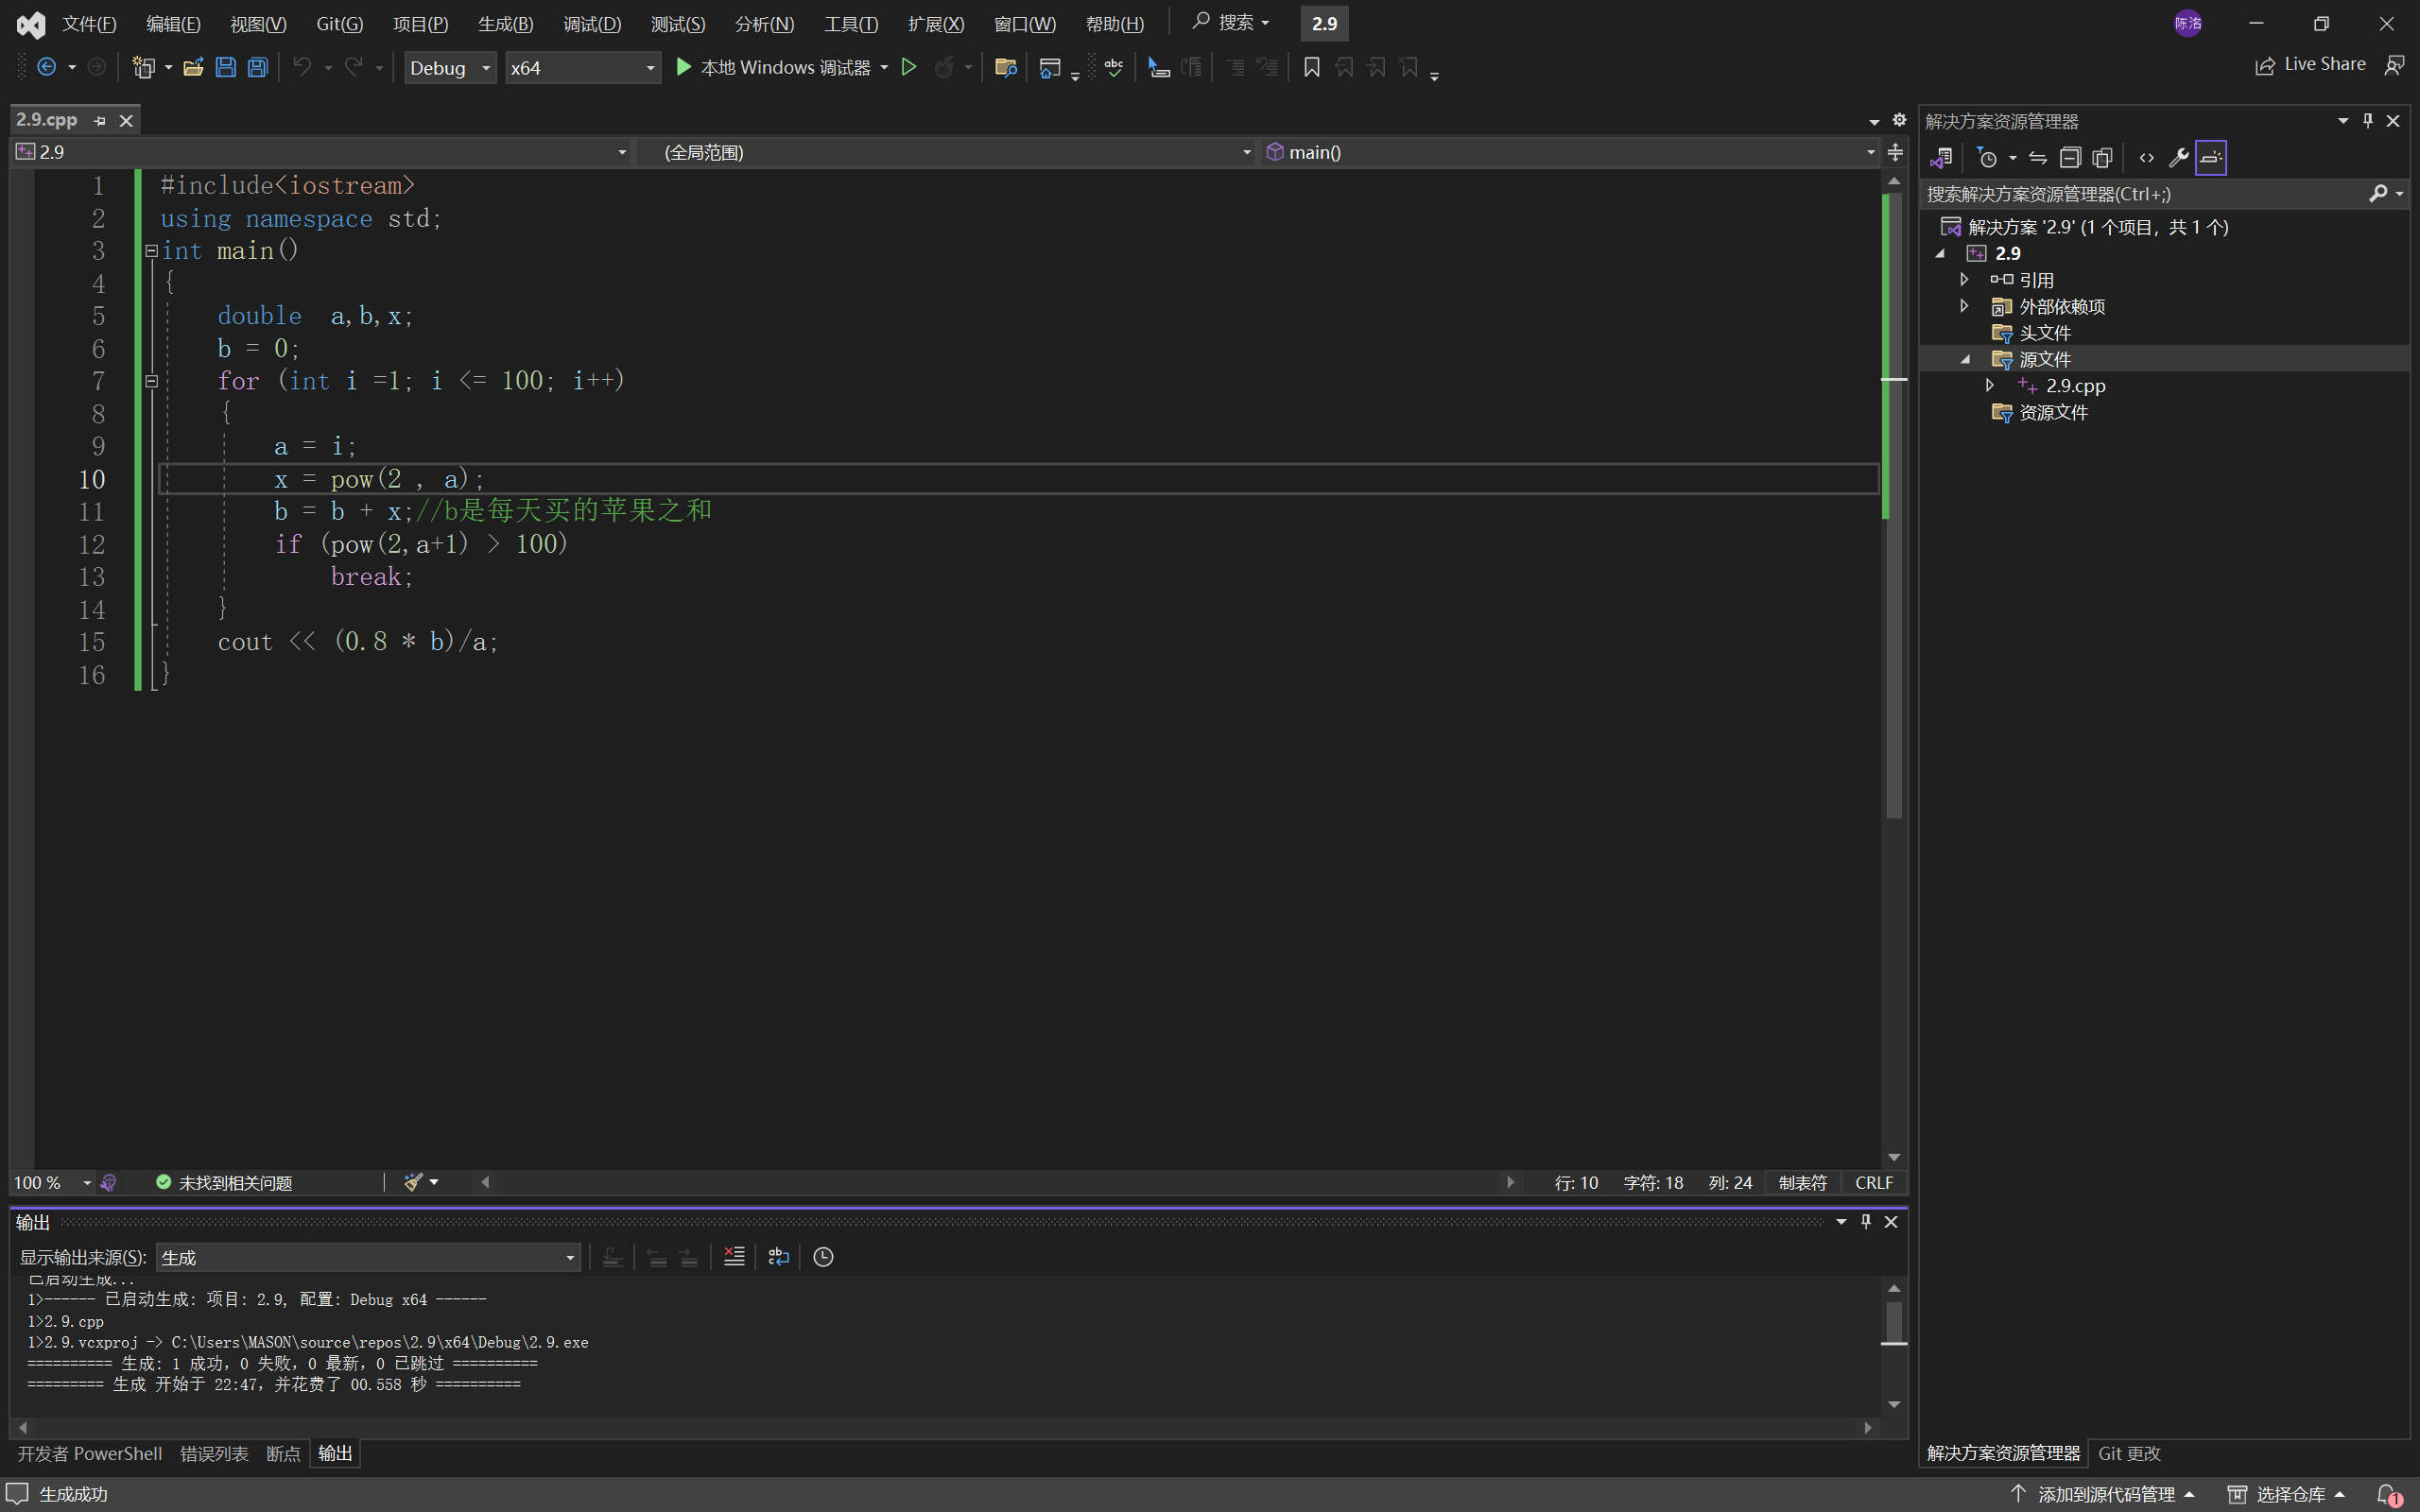 文件(F) 编辑(E) 视图(V) Git(G) 项目(P) 生成(B) 调试(D) 测试(S) 分析(N) 工具(T) 扩展(X) 窗口(W) 帮助(H) 搜索 2.9 陈洛
Debug x64 本地 Windows 调试器 abc Live Share
2.9.cpp
2.9 (全局范围) main()
1 #include<iostream>
2 using namespace std;
3 int main()
4 {
5 double  a,b,x;
6 b = 0;
7 for (int i =1; i <= 100; i++)
8 {
9 a = i;
10 x = pow(2 , a);
11 b = b + x;//b是每天买的苹果之和
12 if (pow(2,a+1) > 100)
13 break;
14 }
15 cout << (0.8 * b)/a;
16 }
100 % 未找到相关问题 行: 10 字符: 18 列: 24 制表符 CRLF
输出
显示输出来源(S): 生成
已启动生成...
1>------ 已启动生成: 项目: 2.9, 配置: Debug x64 ------
1>2.9.cpp
1>2.9.vcxproj -> C:\Users\MASON\source\repos\2.9\x64\Debug\2.9.exe
========== 生成: 1 成功，0 失败，0 最新，0 已跳过 ==========
========= 生成 开始于 22:47，并花费了 00.558 秒 ==========
开发者 PowerShell 错误列表 断点 输出
解决方案资源管理器
搜索解决方案资源管理器(Ctrl+;)
解决方案 '2.9' (1 个项目，共 1 个)
2.9
引用
外部依赖项
头文件
源文件
2.9.cpp
资源文件
解决方案资源管理器 Git 更改
生成成功 添加到源代码管理 选择仓库 1